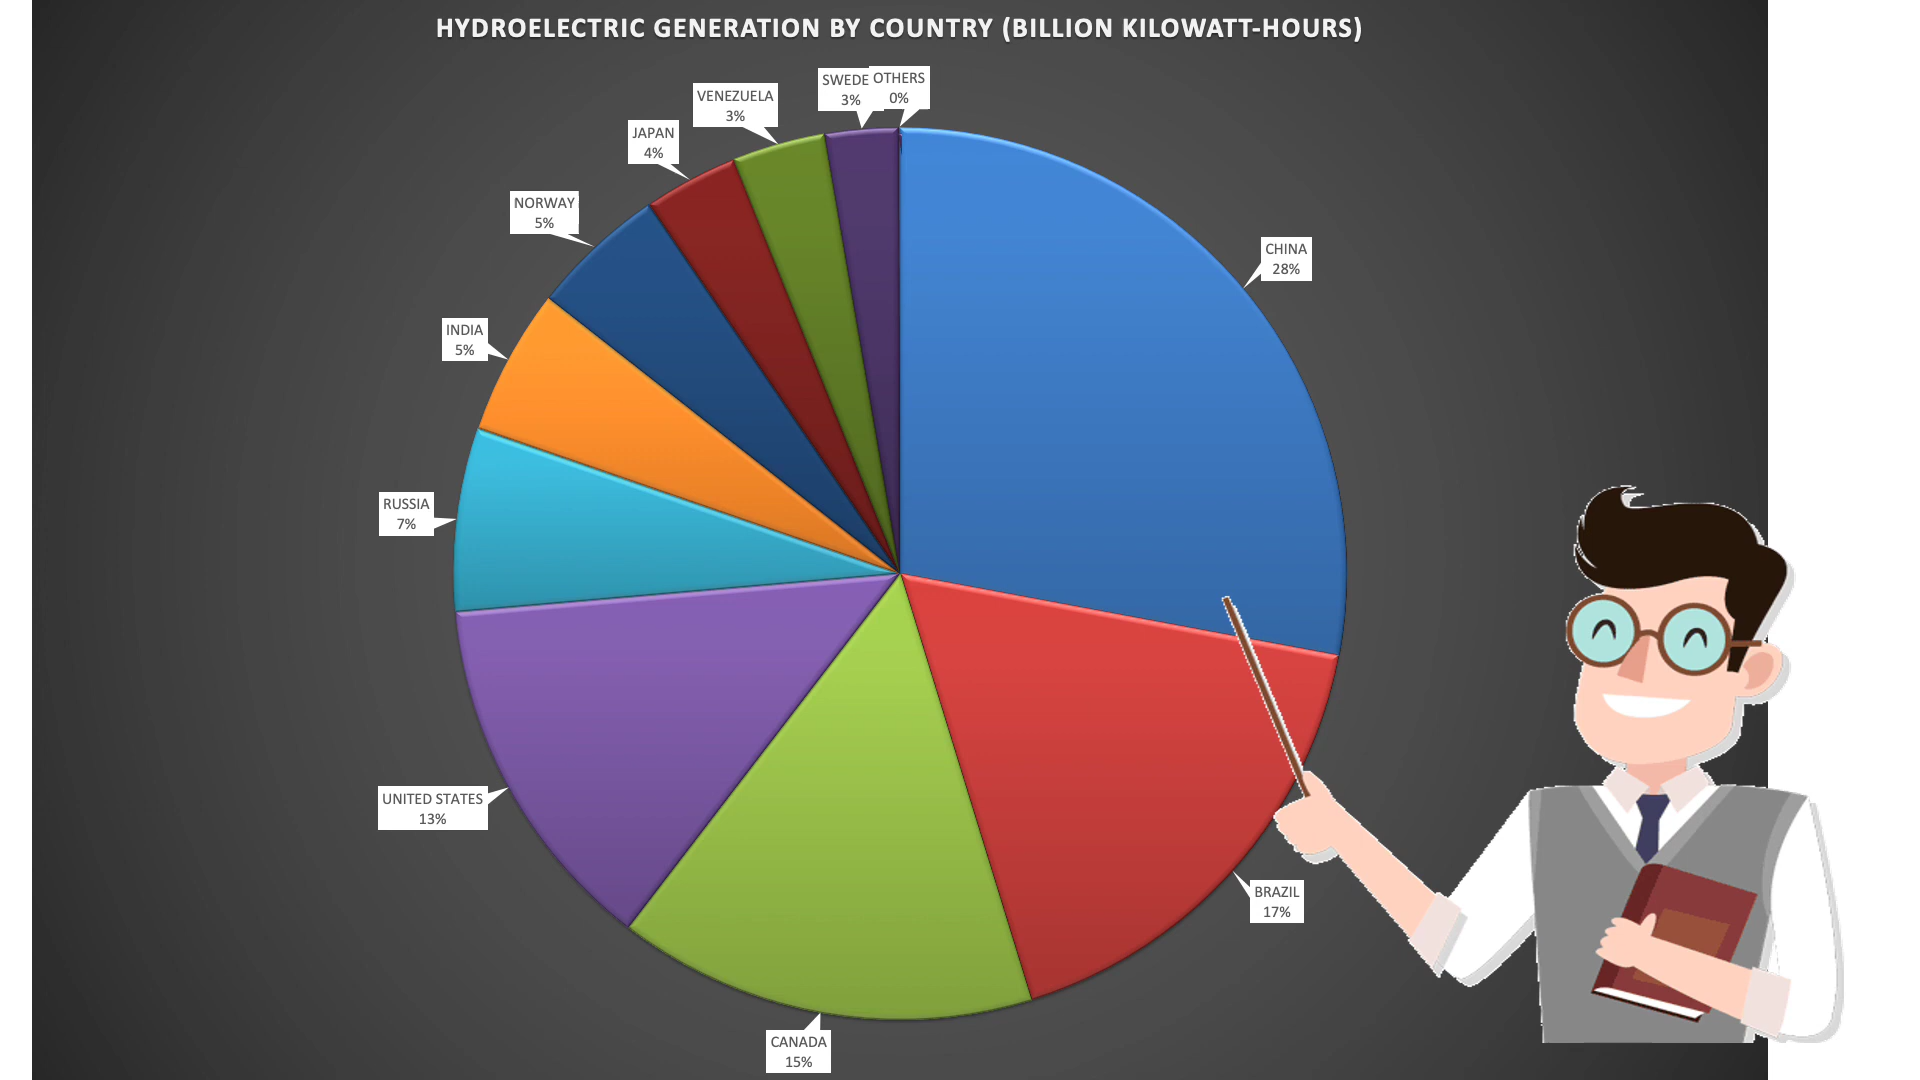 HYDROELECTRIC GENERATION BY COUNTRY (BILLION KILOWATT-HOURS)
SWEDE
3%
OTHERS
0%
VENEZUELA
3%
JAPAN
4%
NORWAY
5%
CHINA
28%
INDIA
5%
RUSSIA
7%
UNITED STATES
13%
BRAZIL
17%
CANADA
15%